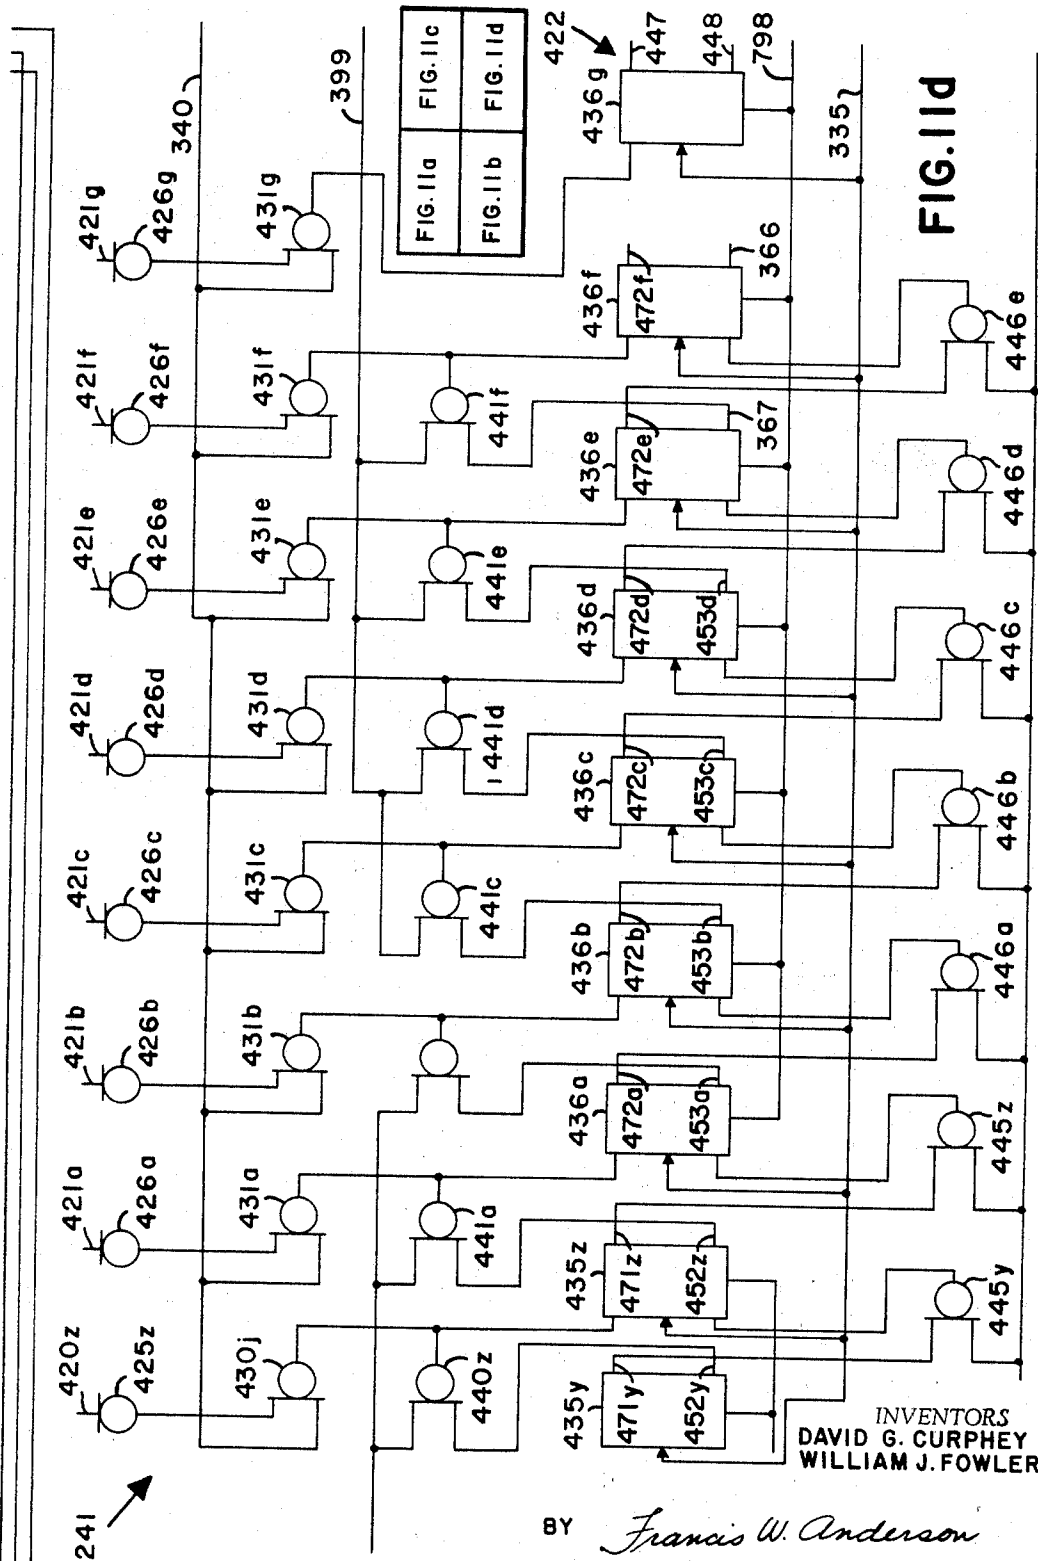 241
420z 421a 421b 421c 421d 421e 421f 421g
425z 426a 426b 426c 426d 426e 426f 426g
340
430j 431a 431b 431c 431d 431e 431f 431g
399
440z 441a 441c 441d 441e 441f
FIG.11a FIG.11c
FIG.11b FIG.11d
422
435y 435z 436a 436b 436c 436d 436e 436f 436g
447
471y 471z 472a 472b 472c 472d 472e 472f
452y 452z 453a 453b 453c 453d
448
367 366
798
335
445y 445z 446a 446b 446c 446d 446e
FIG.11d
INVENTORS
DAVID G. CURPHEY
WILLIAM J. FOWLER
BY Francis W. Anderson